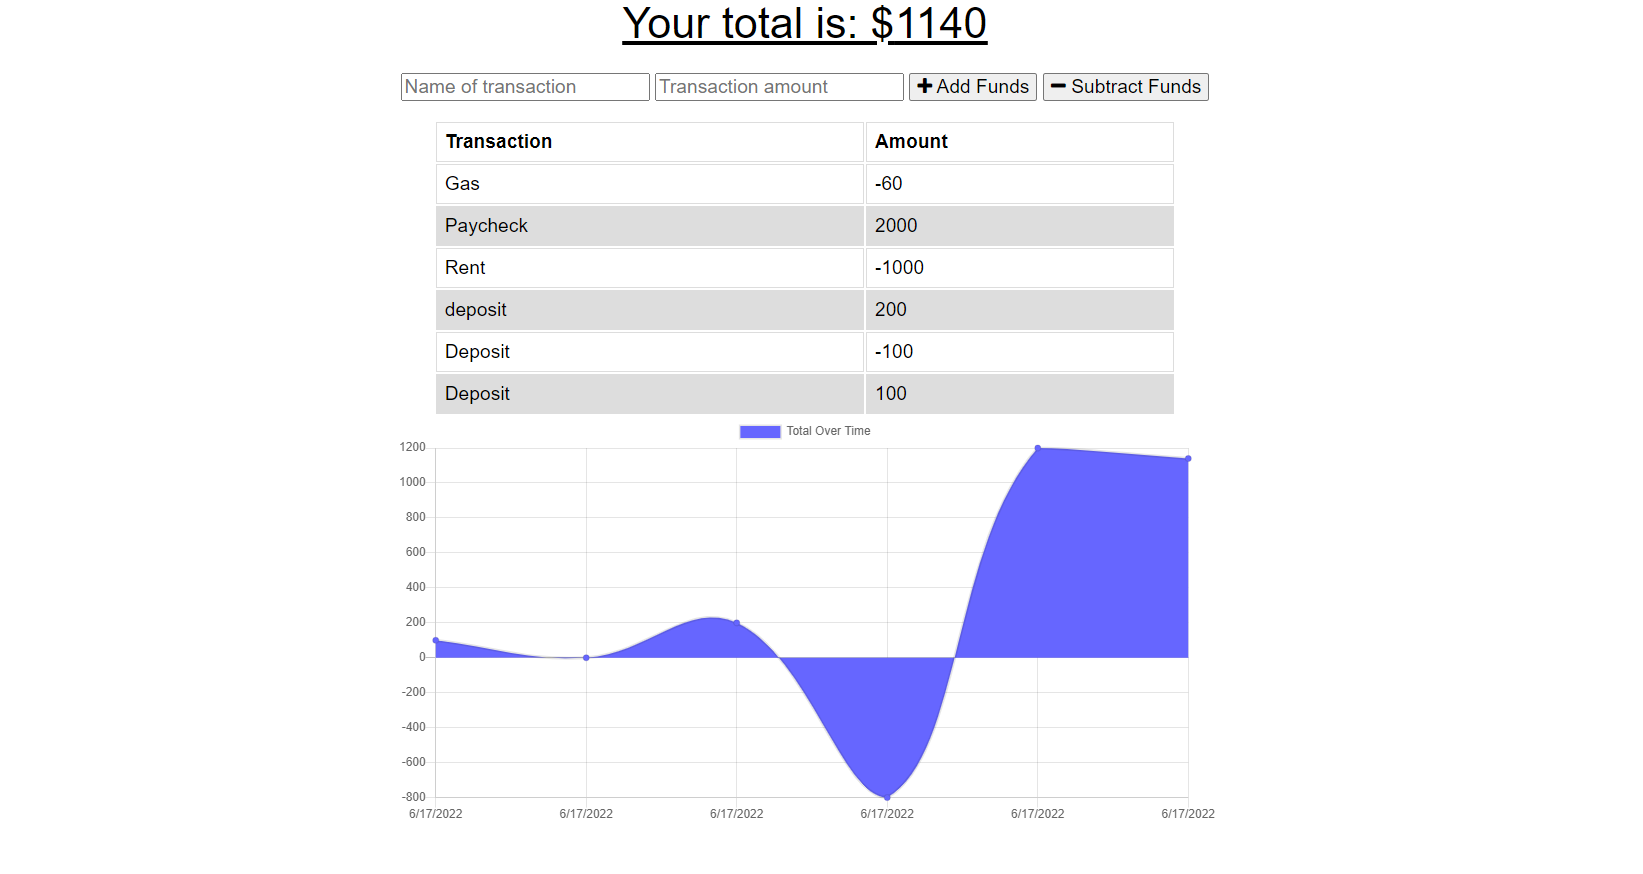 Your total is: $1140
Name of transaction Transaction amount Add Funds Subtract Funds
Transaction Amount
Gas -60
Paycheck 2000
Rent -1000
deposit 200
Deposit -100
Deposit 100
Total Over Time
1200
1000
800
600
400
200
0
-200
-400
-600
-800
6/17/2022 6/17/2022 6/17/2022 6/17/2022 6/17/2022 6/17/2022